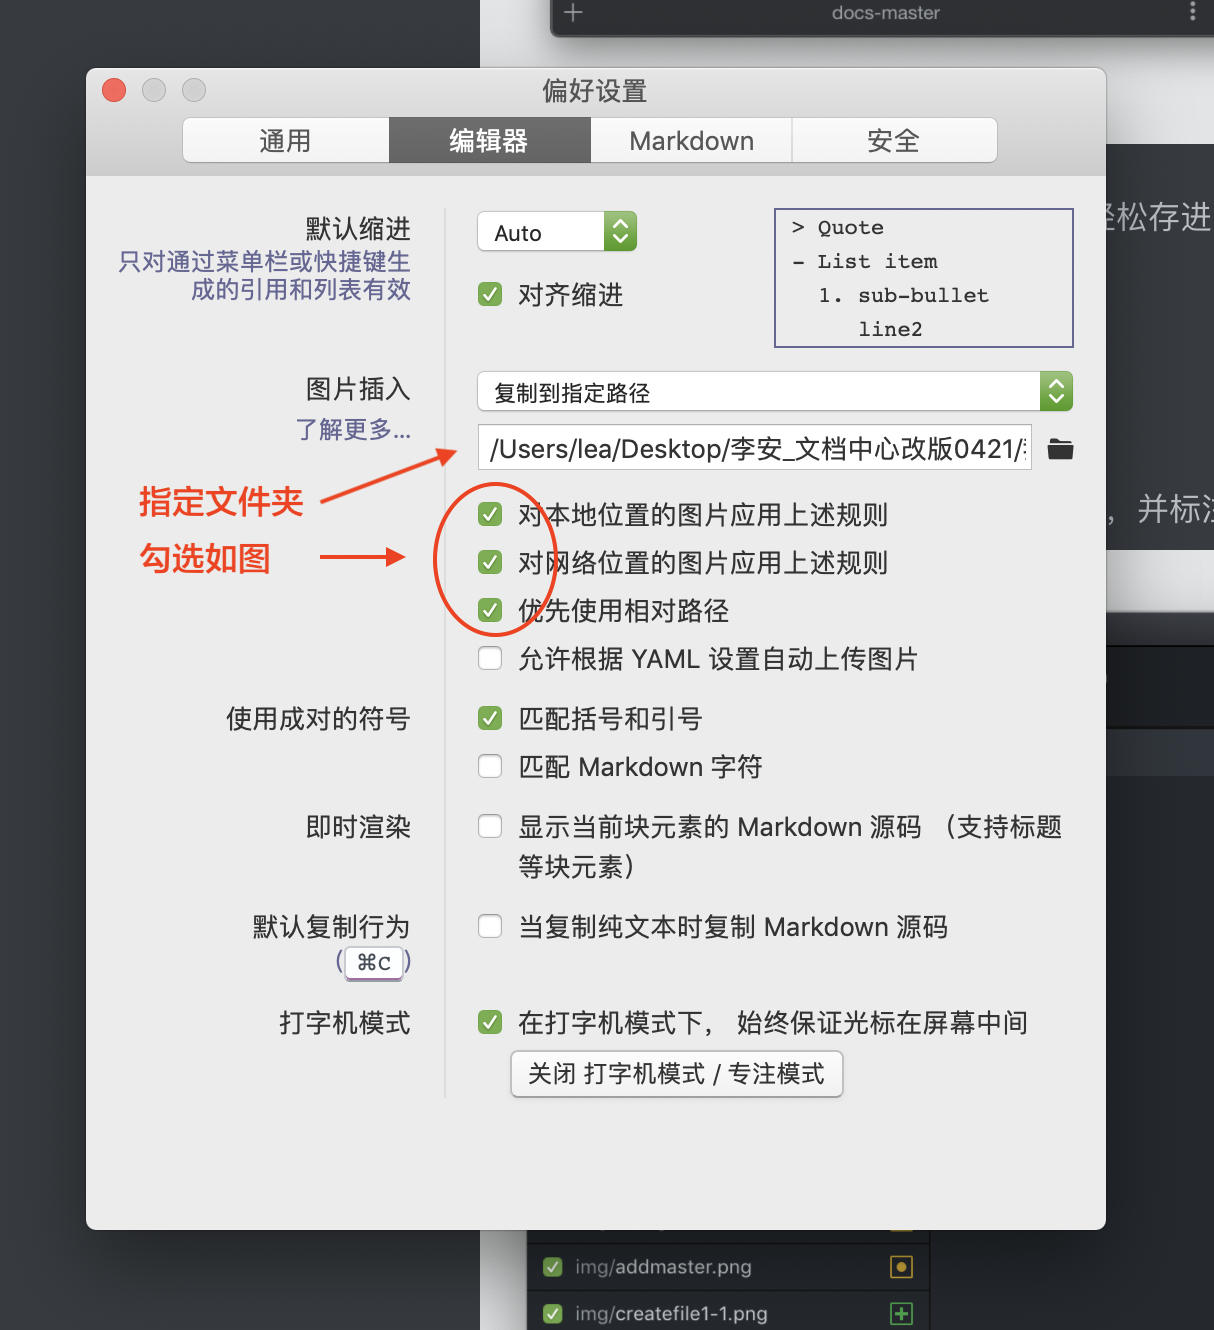 docs-master
偏好设置
通用
编辑器
Markdown
安全
默认缩进
只对通过菜单栏或快捷键生
成的引用和列表有效
Auto
对齐缩进
> Quote
- List item
1. sub-bullet
line2
轻松存进
图片插入
了解更多...
复制到指定路径
/Users/lea/Desktop/李安_文档中心改版0421/
指定文件夹
勾选如图
对本地位置的图片应用上述规则
，并标注
对网络位置的图片应用上述规则
优先使用相对路径
允许根据 YAML 设置自动上传图片
使用成对的符号
匹配括号和引号
匹配 Markdown 字符
即时渲染
显示当前块元素的 Markdown 源码 （支持标题
等块元素）
默认复制行为
(⌘C)
当复制纯文本时复制 Markdown 源码
打字机模式
在打字机模式下， 始终保证光标在屏幕中间
关闭 打字机模式 / 专注模式
img/addmaster.png
img/createfile1-1.png